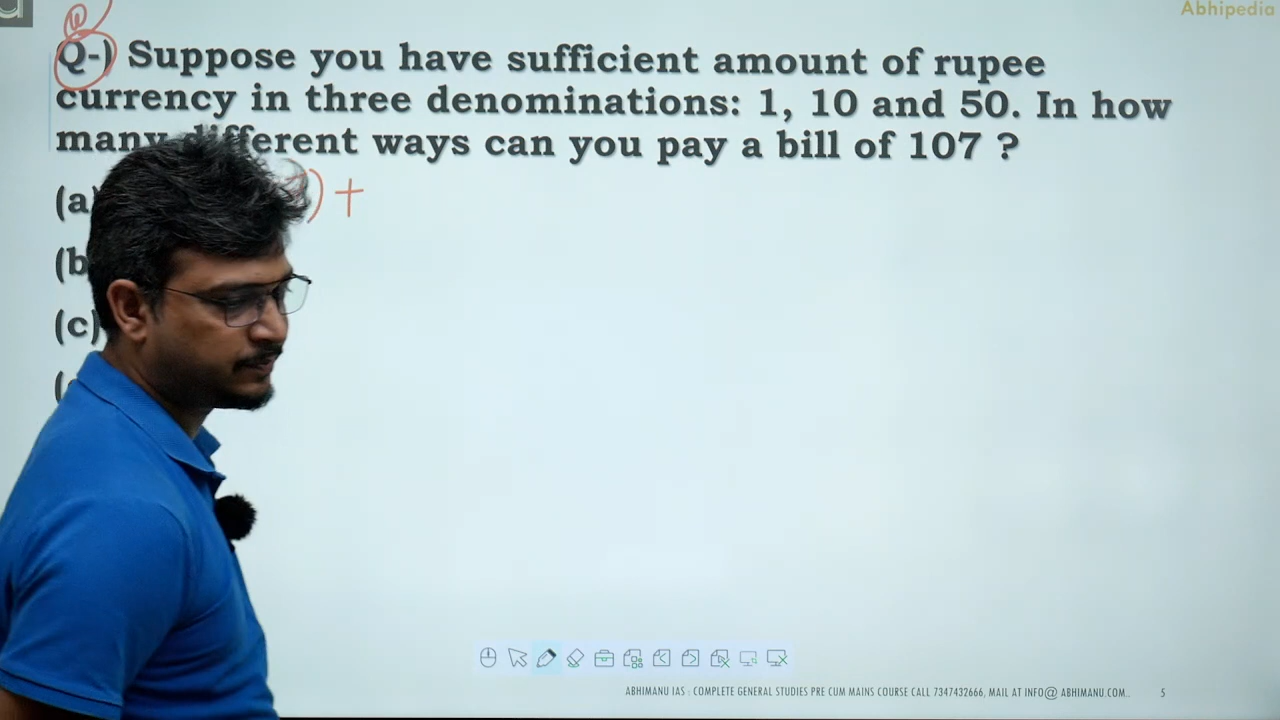 Abhipedia
Q-) Suppose you have sufficient amount of rupee
currency in three denominations: 1, 10 and 50. In how
many different ways can you pay a bill of 107 ?
(a)
(b
(c)
) +
ABHIMANU IAS : COMPLETE GENERAL STUDIES PRE CUM MAINS COURSE CALL 7347432666, MAIL AT INFO@ ABHIMANU.COM.. 5